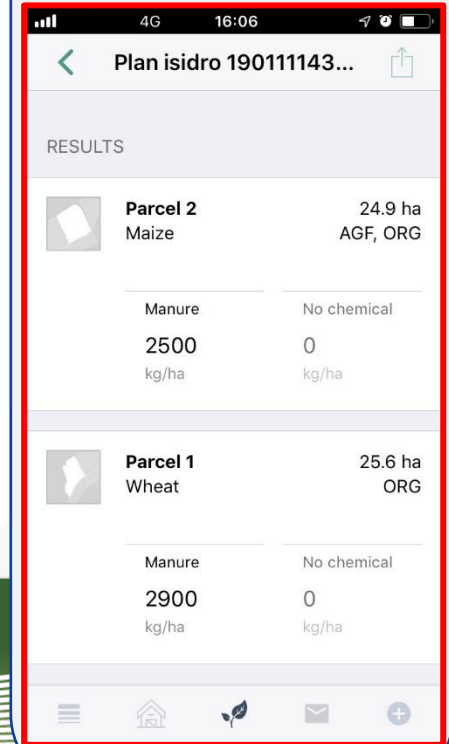 4G 16:06
Plan isidro 190111143...
RESULTS
Parcel 2 24.9 ha
Maize AGF, ORG
Manure No chemical
2500 0
kg/ha kg/ha
Parcel 1 25.6 ha
Wheat ORG
Manure No chemical
2900 0
kg/ha kg/ha